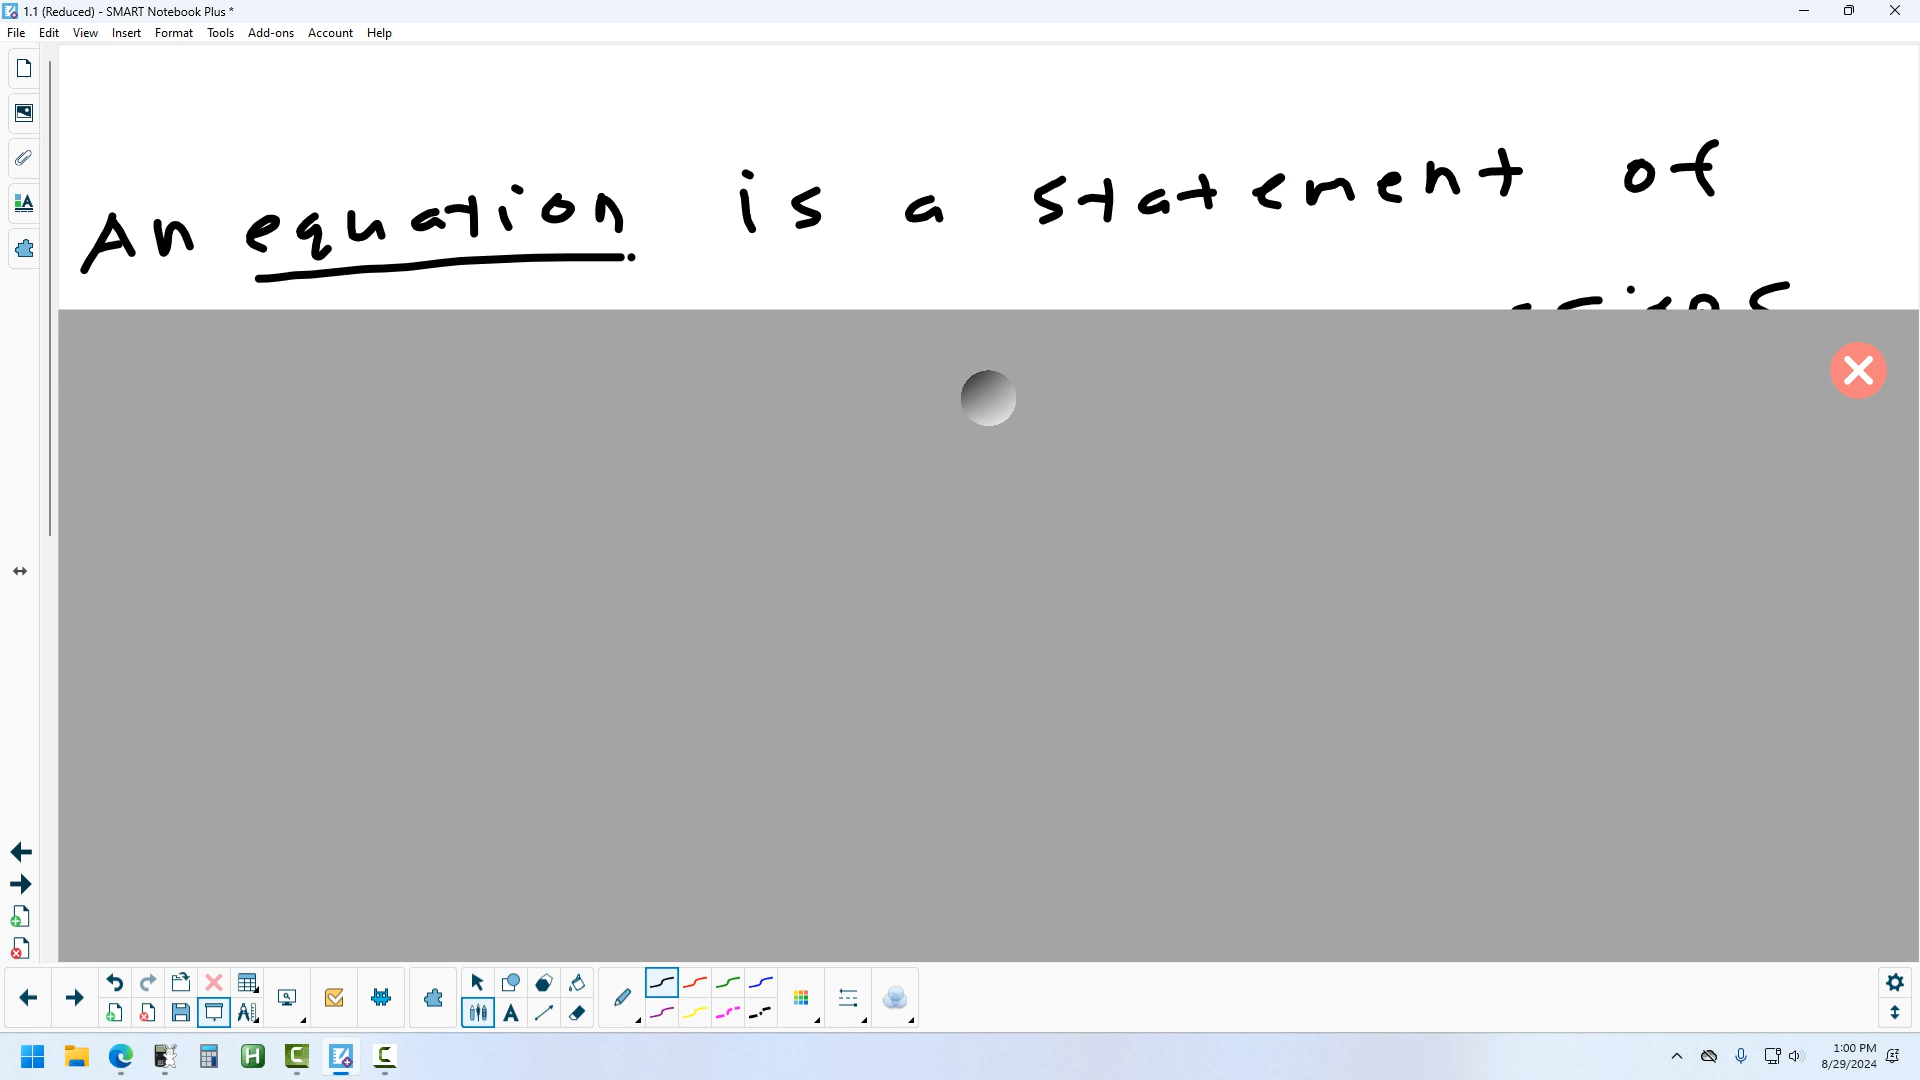 1.1 (Reduced) - SMART Notebook Plus *
File Edit View Insert Format Tools Add-ons Account Help
An equation is a statement of
1:00 PM
8/29/2024